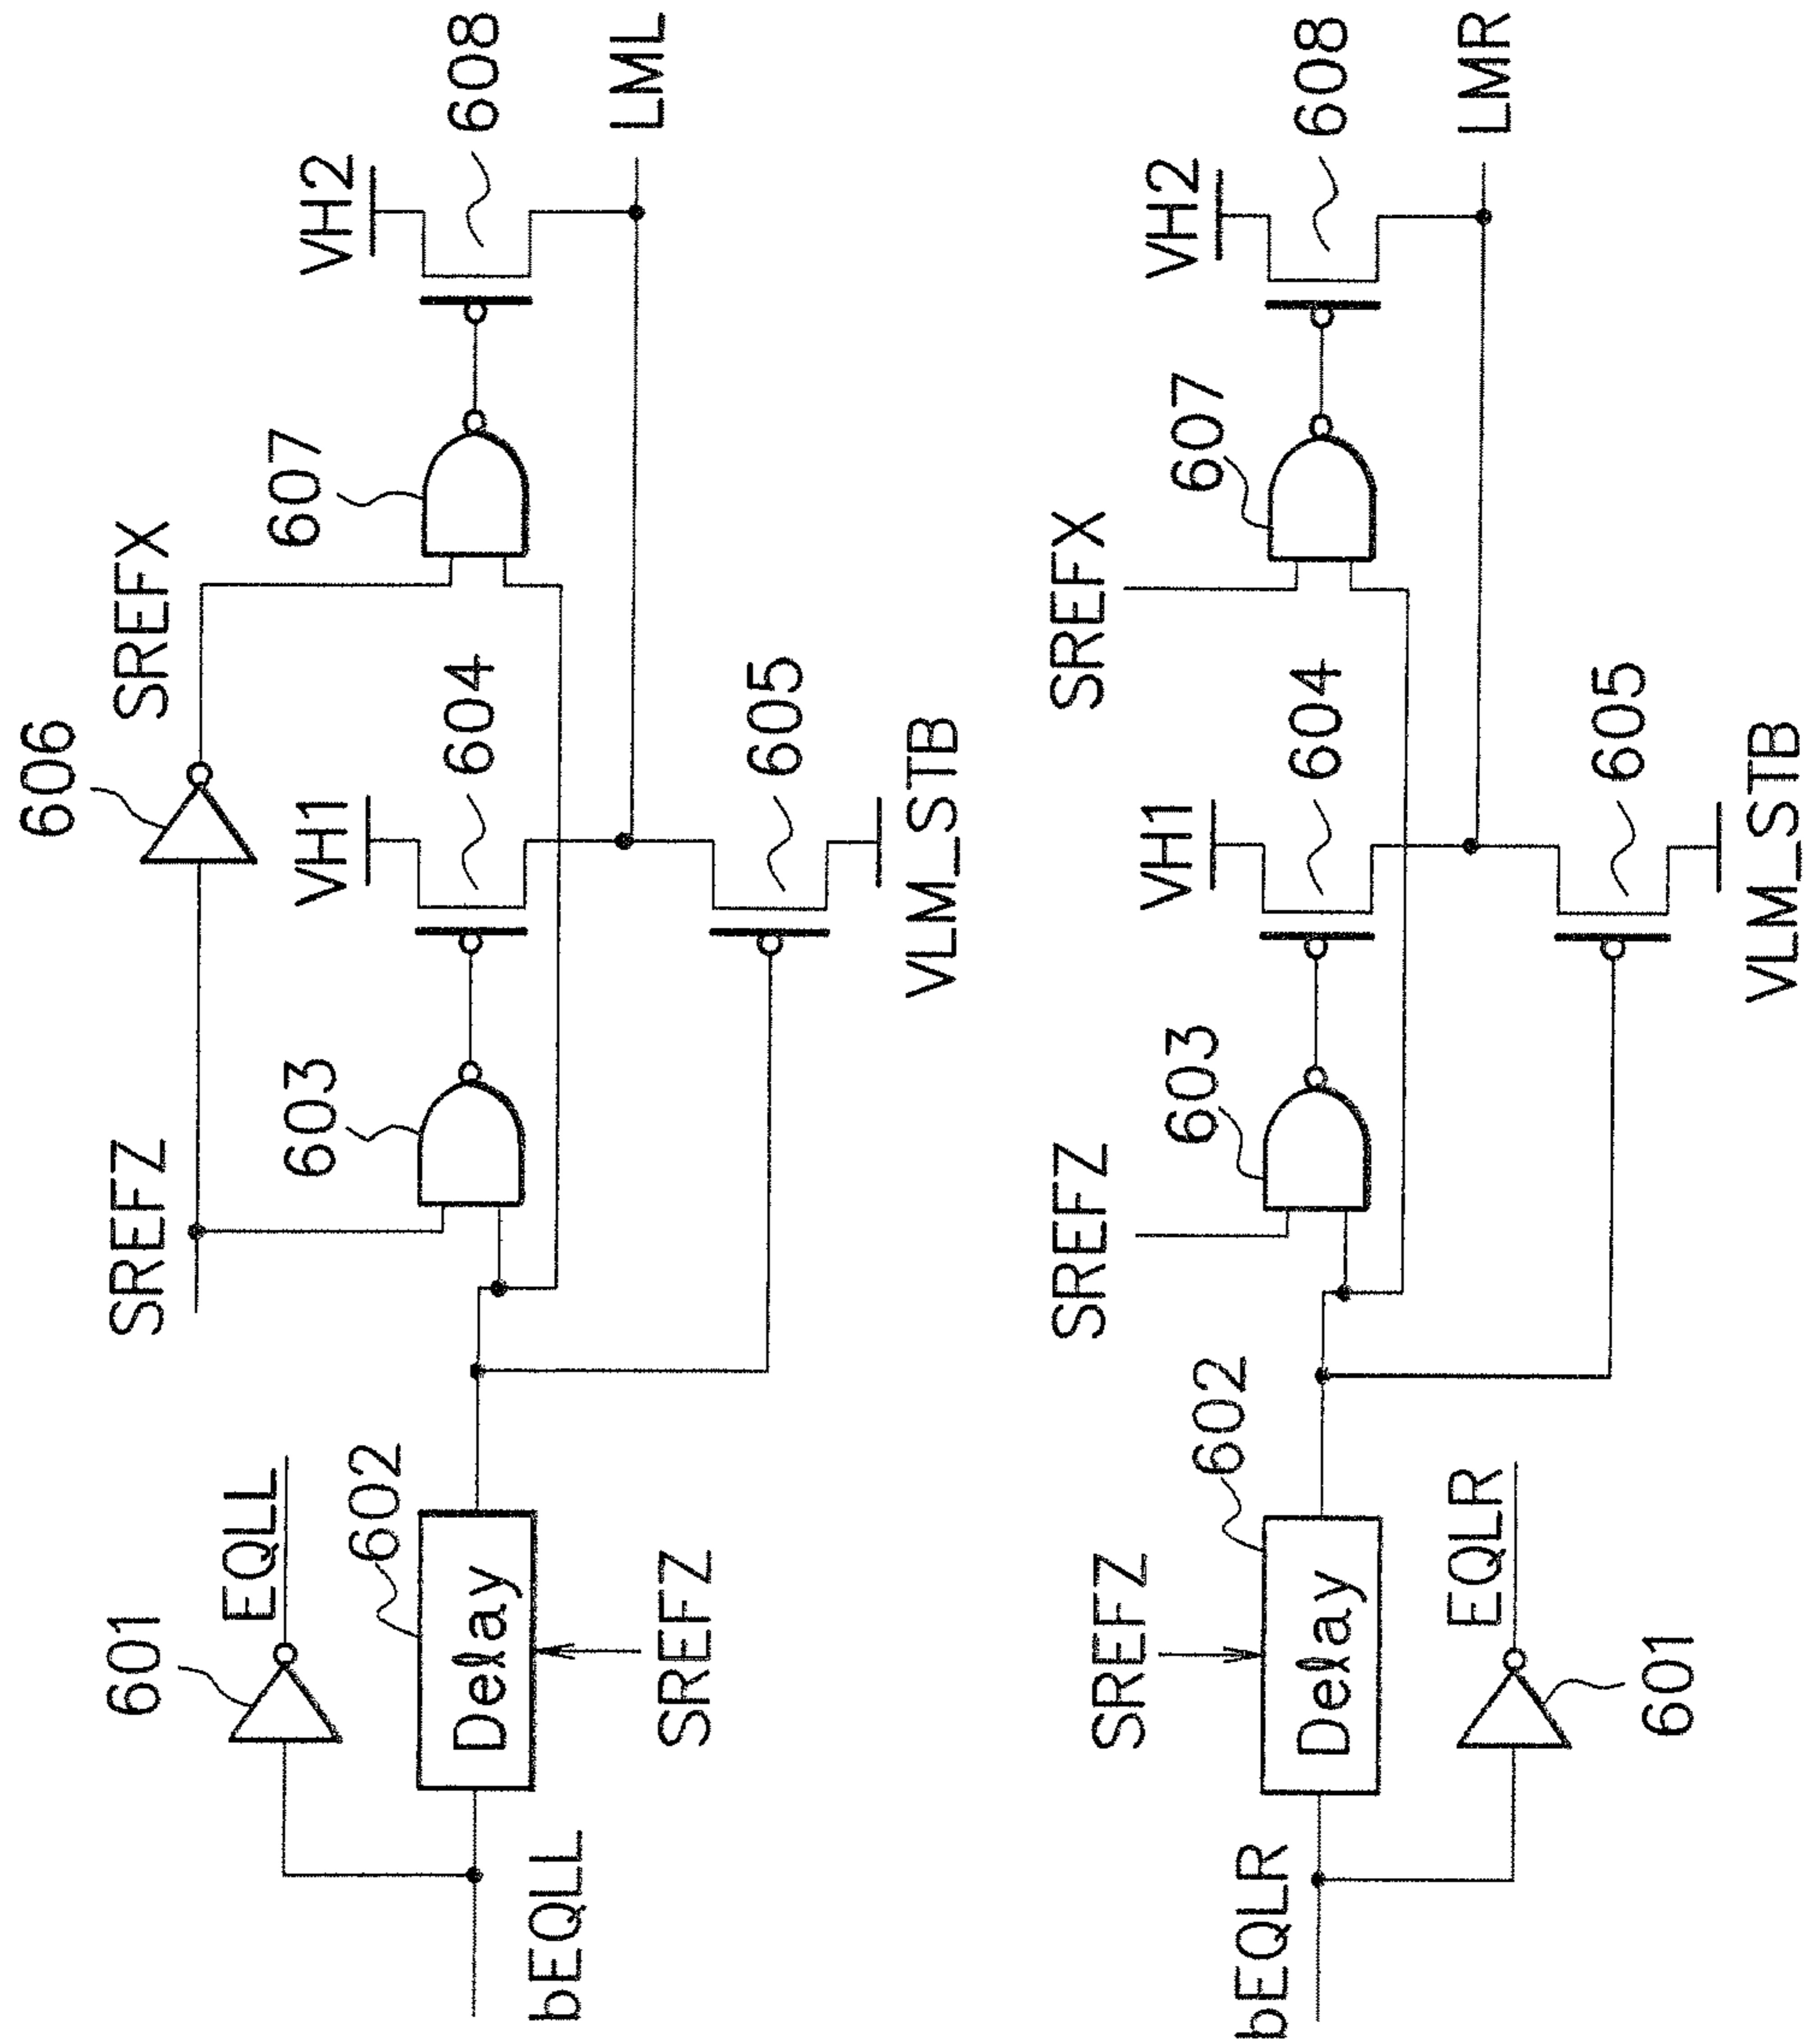 SREFZ
606
SREFX
601
EQLL
603
VH1
604
607
VH2
608
602
Delay
bEQLL
SREFZ
605
VLM_STB
LML
SREFZ
SREFX
SREFZ
602
603
VH1
604
607
VH2
608
Delay
bEQLR
EQLR
601
605
VLM_STB
LMR